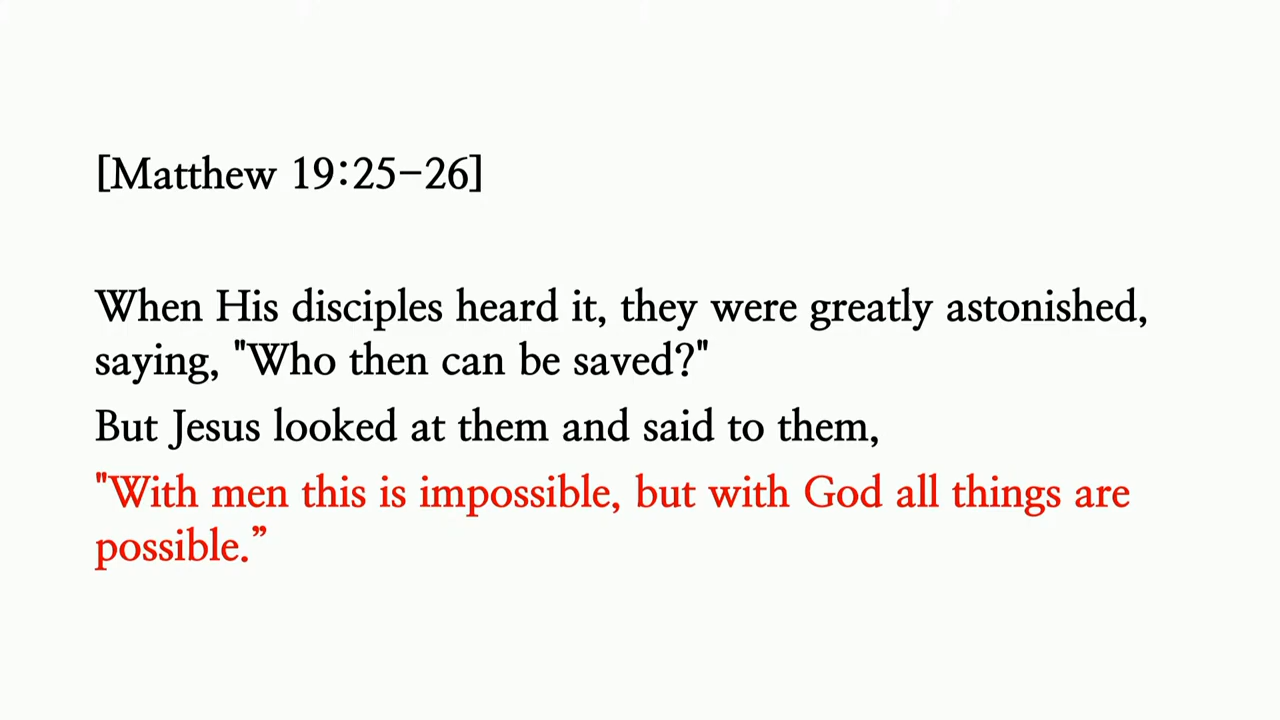 [Matthew 19:25-26]
When His disciples heard it, they were greatly astonished,
saying, "Who then can be saved?"
But Jesus looked at them and said to them,
"With men this is impossible, but with God all things are
possible.”